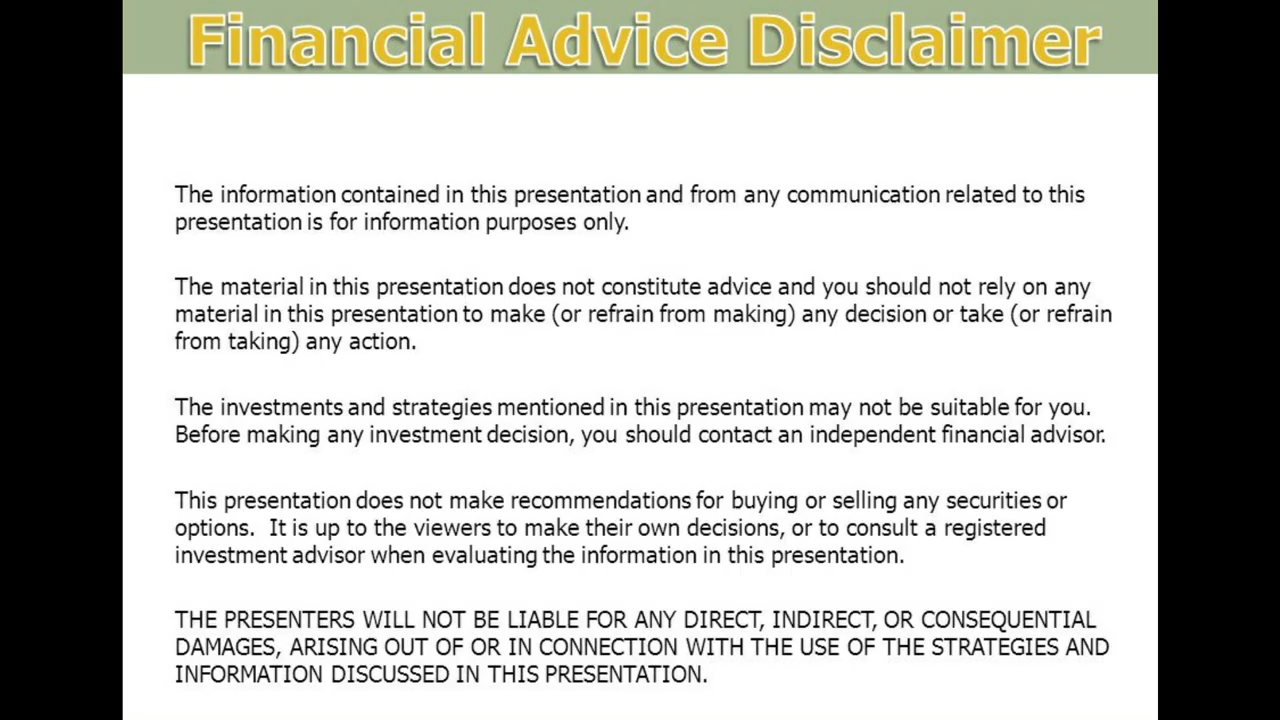 Financial Advice Disclaimer
The information contained in this presentation and from any communication related to this
presentation is for information purposes only.
The material in this presentation does not constitute advice and you should not rely on any
material in this presentation to make (or refrain from making) any decision or take (or refrain
from taking) any action.
The investments and strategies mentioned in this presentation may not be suitable for you.
Before making any investment decision, you should contact an independent financial advisor.
This presentation does not make recommendations for buying or selling any securities or
options.  It is up to the viewers to make their own decisions, or to consult a registered
investment advisor when evaluating the information in this presentation.
THE PRESENTERS WILL NOT BE LIABLE FOR ANY DIRECT, INDIRECT, OR CONSEQUENTIAL
DAMAGES, ARISING OUT OF OR IN CONNECTION WITH THE USE OF THE STRATEGIES AND
INFORMATION DISCUSSED IN THIS PRESENTATION.